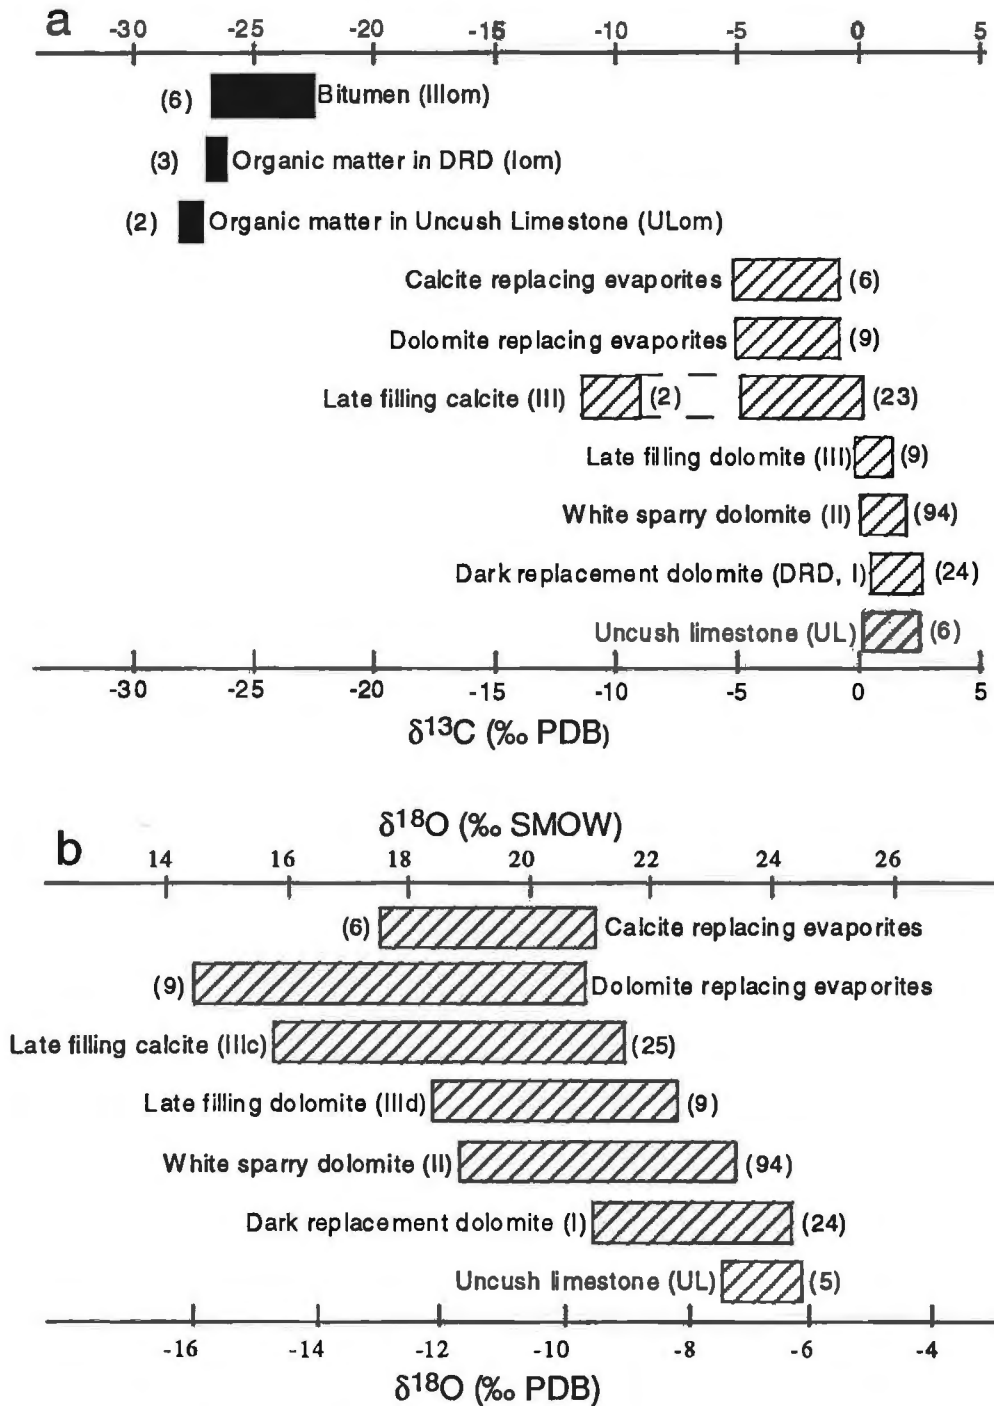 a
-30 -25 -20 -15 -10 -5 0 5
(6) Bitumen (IIIom)
(3) Organic matter in DRD (Iom)
(2) Organic matter in Uncush Limestone (ULom)
Calcite replacing evaporites (6)
Dolomite replacing evaporites (9)
Late filling calcite (III) (2) (23)
Late filling dolomite (III) (9)
White sparry dolomite (II) (94)
Dark replacement dolomite (DRD, I) (24)
Uncush limestone (UL) (6)
-30 -25 -20 -15 -10 -5 0 5
δ13C (‰ PDB)
δ18O (‰ SMOW)
b
14 16 18 20 22 24 26
(6) Calcite replacing evaporites
(9) Dolomite replacing evaporites
Late filling calcite (IIIc) (25)
Late filling dolomite (IIId) (9)
White sparry dolomite (II) (94)
Dark replacement dolomite (I) (24)
Uncush limestone (UL) (5)
-16 -14 -12 -10 -8 -6 -4
δ18O (‰ PDB)